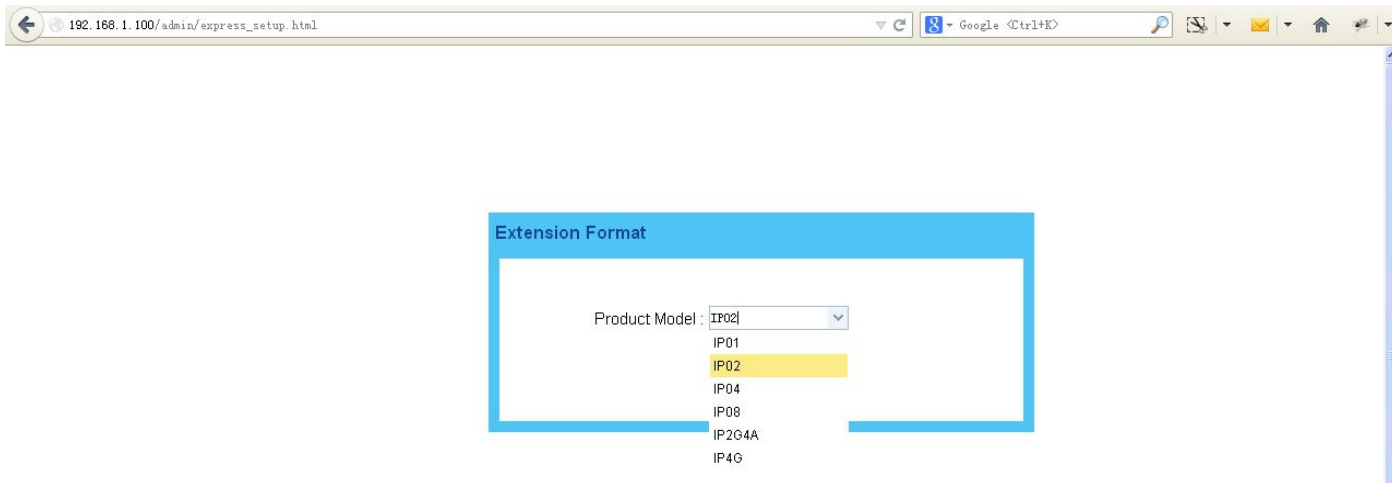 192.168.1.100/admin/express_setup.html
8 Google <Ctrl+K>
Extension Format
Product Model : IP02
IP01
IP02
IP04
IP08
IP2G4A
IP4G